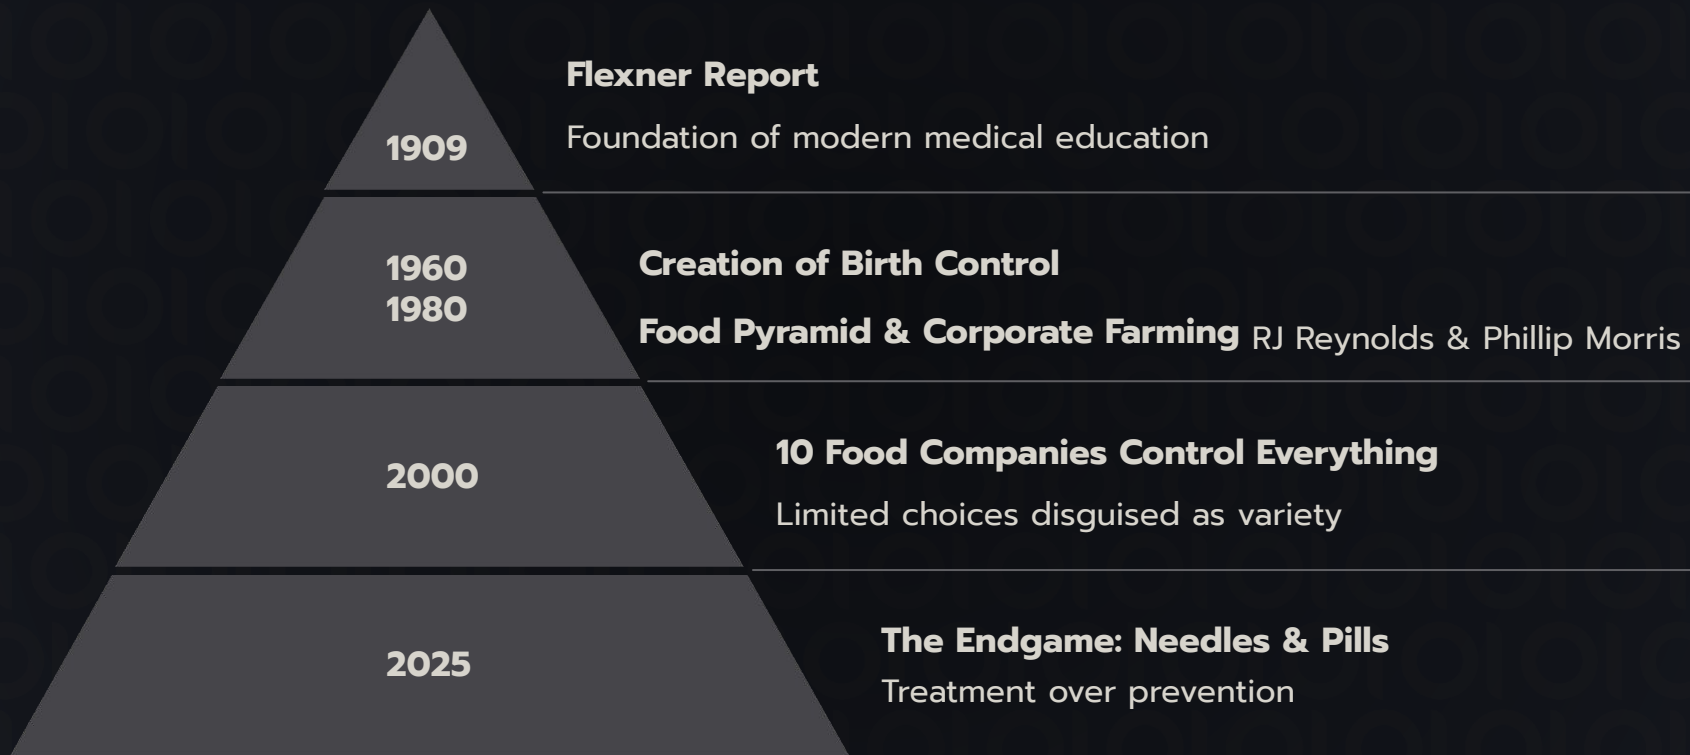 Flexner Report
Foundation of modern medical education
1909
Creation of Birth Control
1960
1980
Food Pyramid & Corporate Farming RJ Reynolds & Phillip Morris
10 Food Companies Control Everything
2000
Limited choices disguised as variety
The Endgame: Needles & Pills
2025
Treatment over prevention